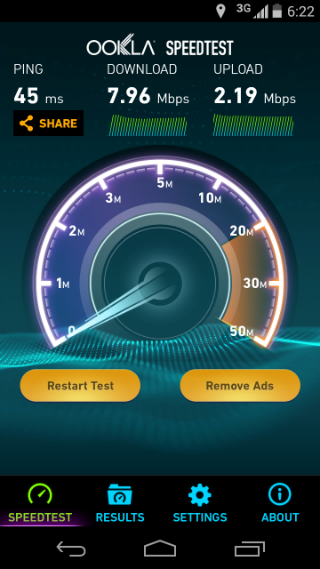 3G 6:22
OOKLA SPEEDTEST
PING DOWNLOAD UPLOAD
45 ms 7.96 Mbps 2.19 Mbps
SHARE
5M
3M 10M
2M 20M
1M 30M
0 50M
Restart Test Remove Ads
SPEEDTEST RESULTS SETTINGS ABOUT